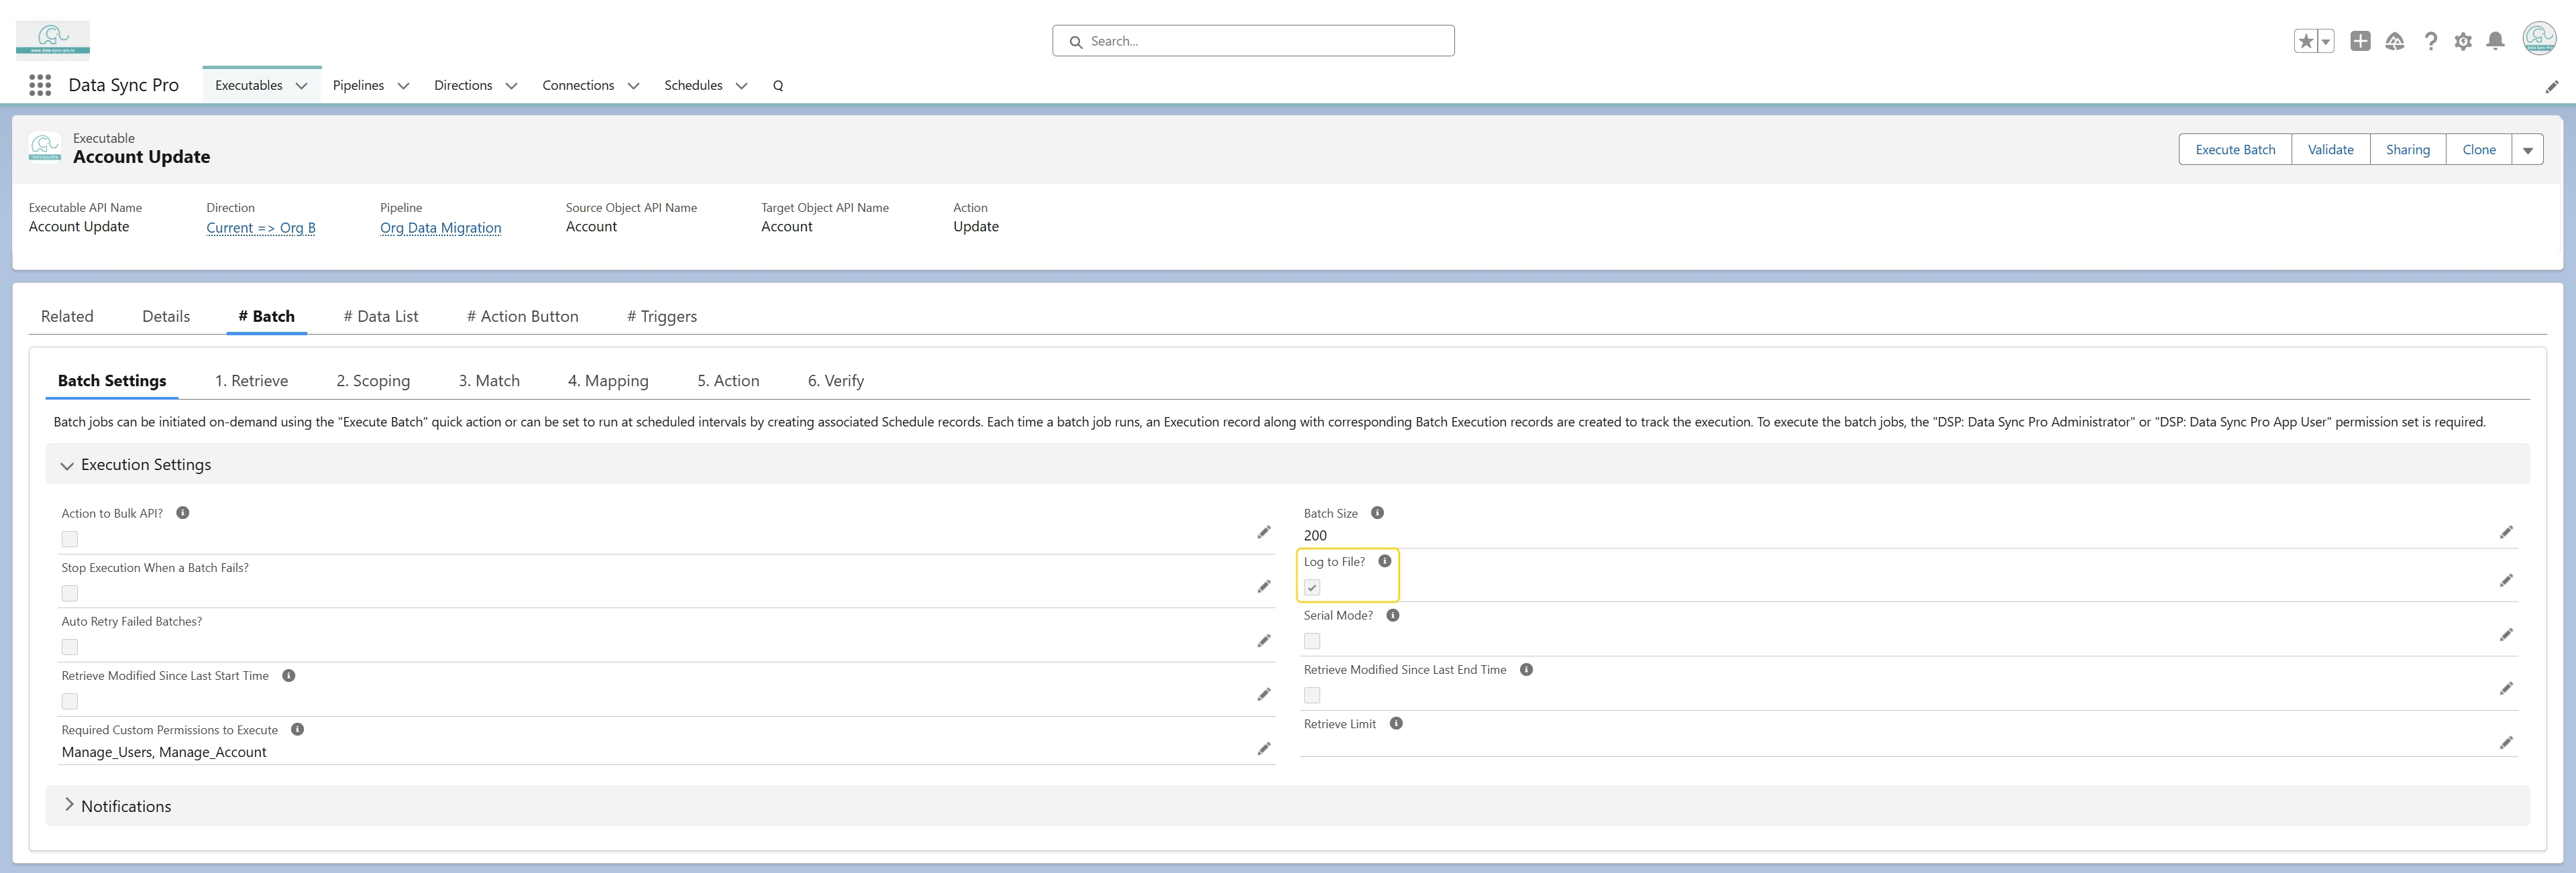 www.data-sync-pro.io
Search...
Data Sync Pro
Executables
Pipelines
Directions
Connections
Schedules
Q
Executable
Account Update
Execute Batch
Validate
Sharing
Clone
Executable API Name
Account Update
Direction
Current => Org B
Pipeline
Org Data Migration
Source Object API Name
Account
Target Object API Name
Account
Action
Update
Related
Details
# Batch
# Data List
# Action Button
# Triggers
Batch Settings
1. Retrieve
2. Scoping
3. Match
4. Mapping
5. Action
6. Verify
Batch jobs can be initiated on-demand using the "Execute Batch" quick action or can be set to run at scheduled intervals by creating associated Schedule records. Each time a batch job runs, an Execution record along with corresponding Batch Execution records are created to track the execution. To execute the batch jobs, the "DSP: Data Sync Pro Administrator" or "DSP: Data Sync Pro App User" permission set is required.
Execution Settings
Action to Bulk API?
Batch Size
200
Stop Execution When a Batch Fails?
Log to File?
Auto Retry Failed Batches?
Serial Mode?
Retrieve Modified Since Last Start Time
Retrieve Modified Since Last End Time
Required Custom Permissions to Execute
Manage_Users, Manage_Account
Retrieve Limit
Notifications